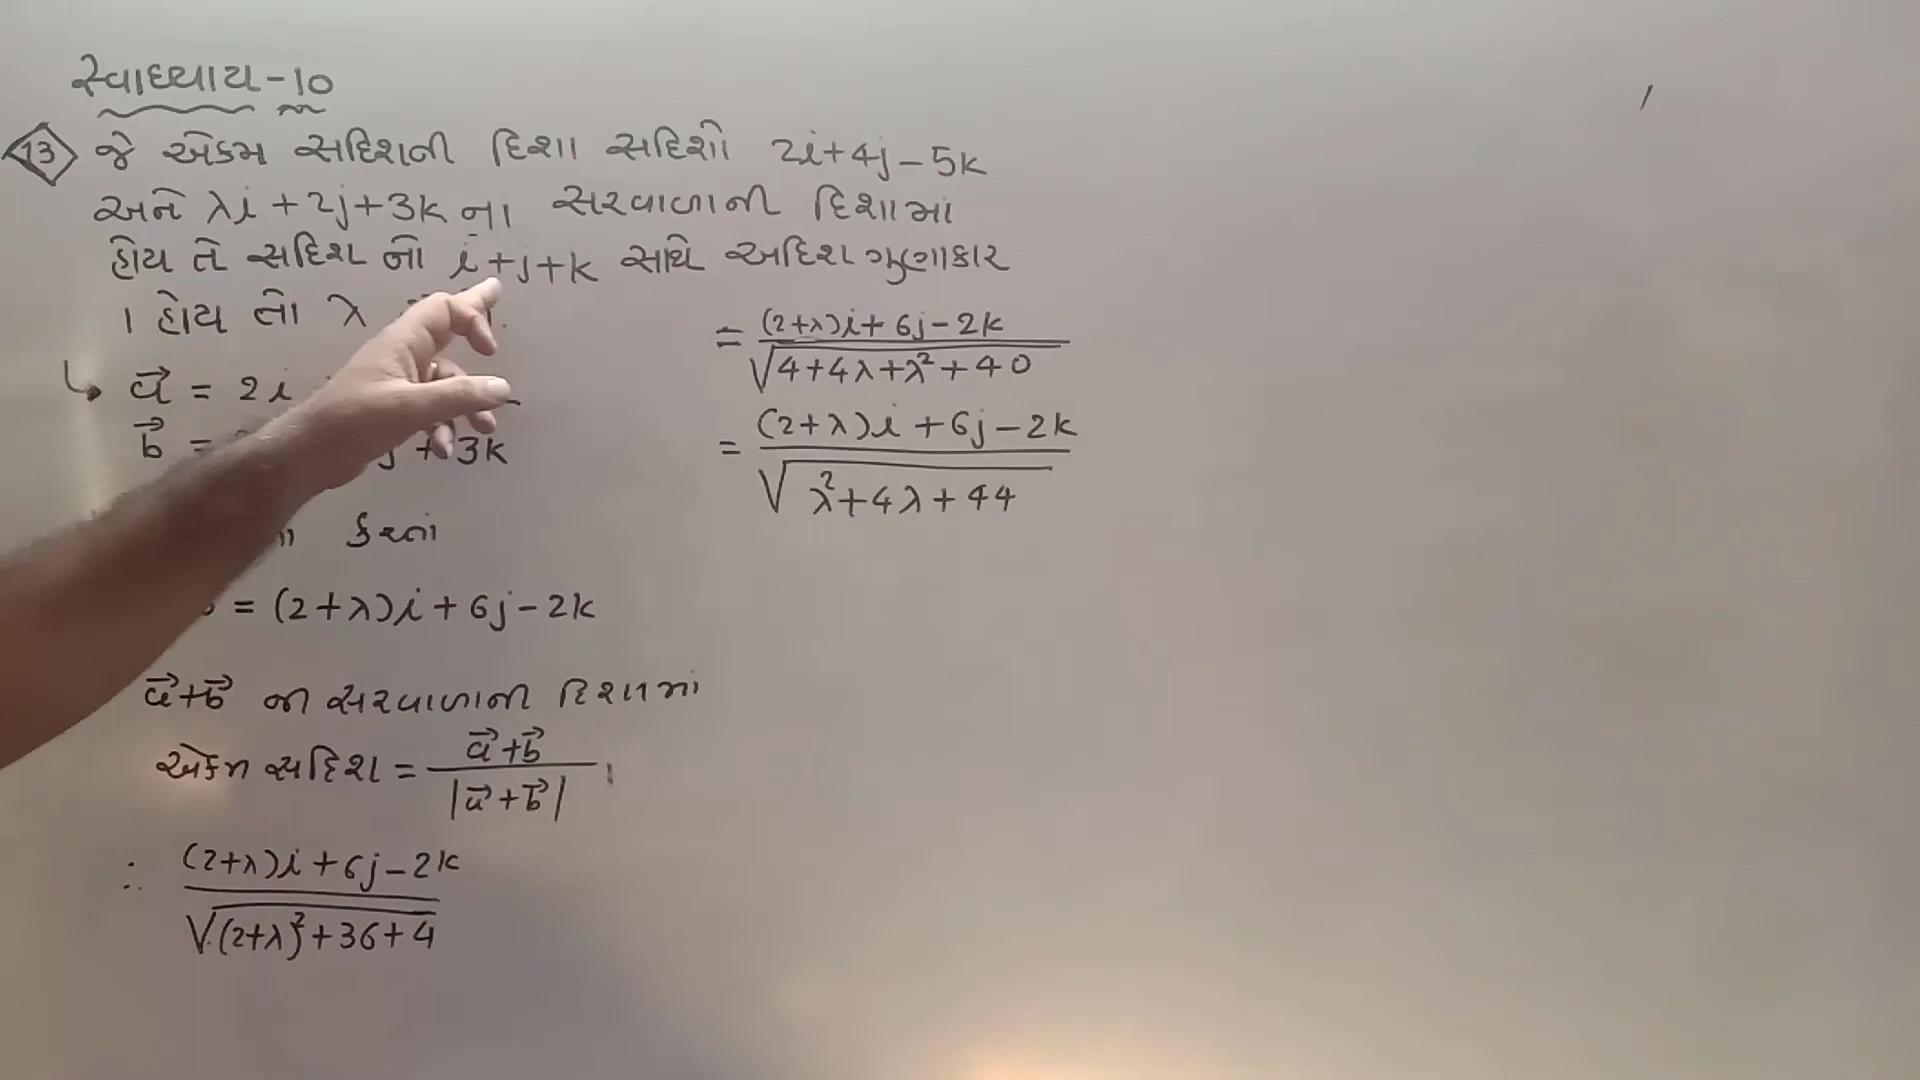 સ્વાધ્યાય-10
13 જે એકમ સદિશની દિશા સદિશો 2i+4j-5k
અને λi+2j+3k ના સરવાળાની દિશામાં
હોય તે સદિશ નો i+j+k સાથે અદિશ ગુણાકાર
1 હોય તો λ
↳ a⃗ = 2i
b⃗ = + 3k
કરતાં
= (2+λ)i+6j-2k
a⃗+b⃗ ના સરવાળાની દિશામાં
એકમ સદિશ = (a⃗+b⃗)/|a⃗+b⃗|
∴ ((2+λ)i+6j-2k)/√((2+λ)²+36+4)
= ((2+λ)i+6j-2k)/√(4+4λ+λ²+40)
= ((2+λ)i+6j-2k)/√(λ²+4λ+44)